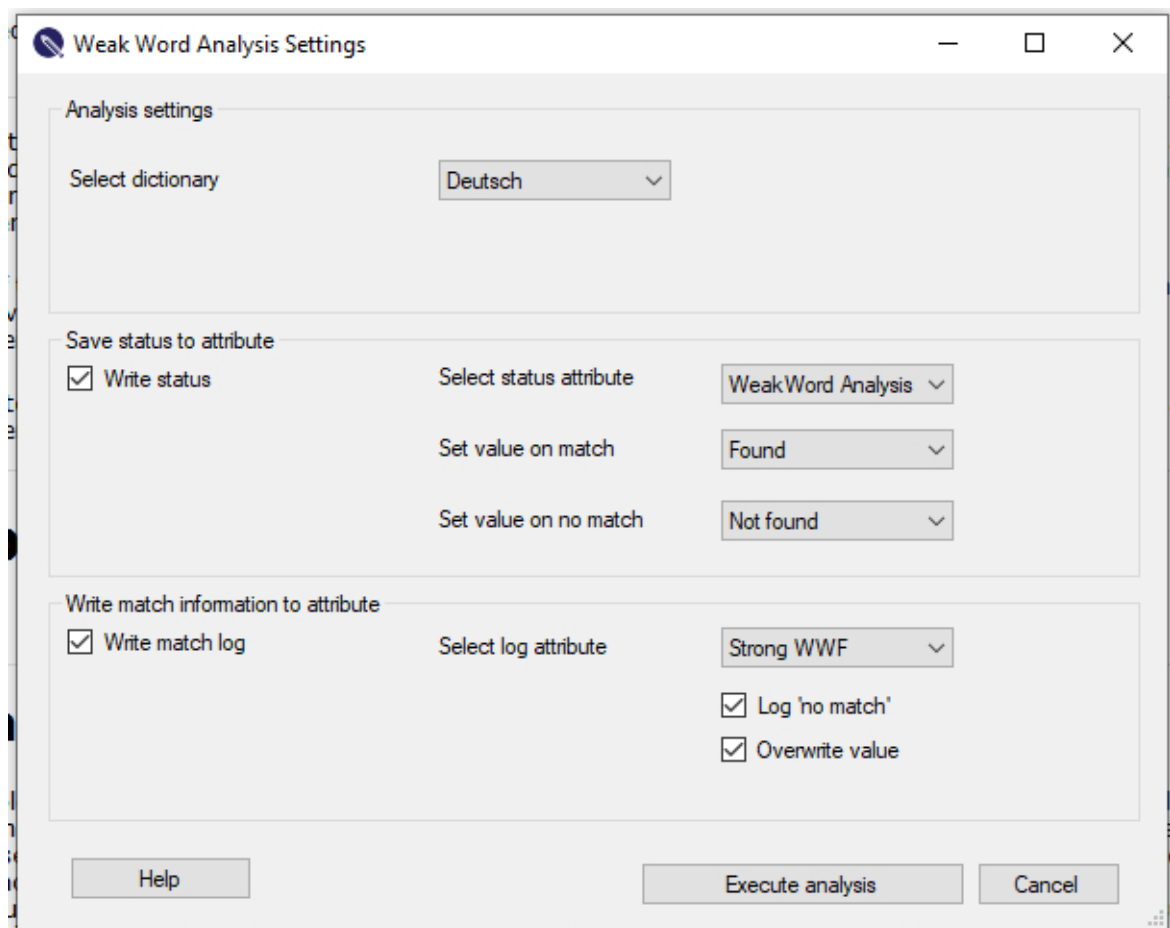 Weak Word Analysis Settings
Analysis settings
Select dictionary
Deutsch
Save status to attribute
Write status
Select status attribute
WeakWord Analysis
Set value on match
Found
Set value on no match
Not found
Write match information to attribute
Write match log
Select log attribute
Strong WWF
Log 'no match'
Overwrite value
Help
Execute analysis
Cancel